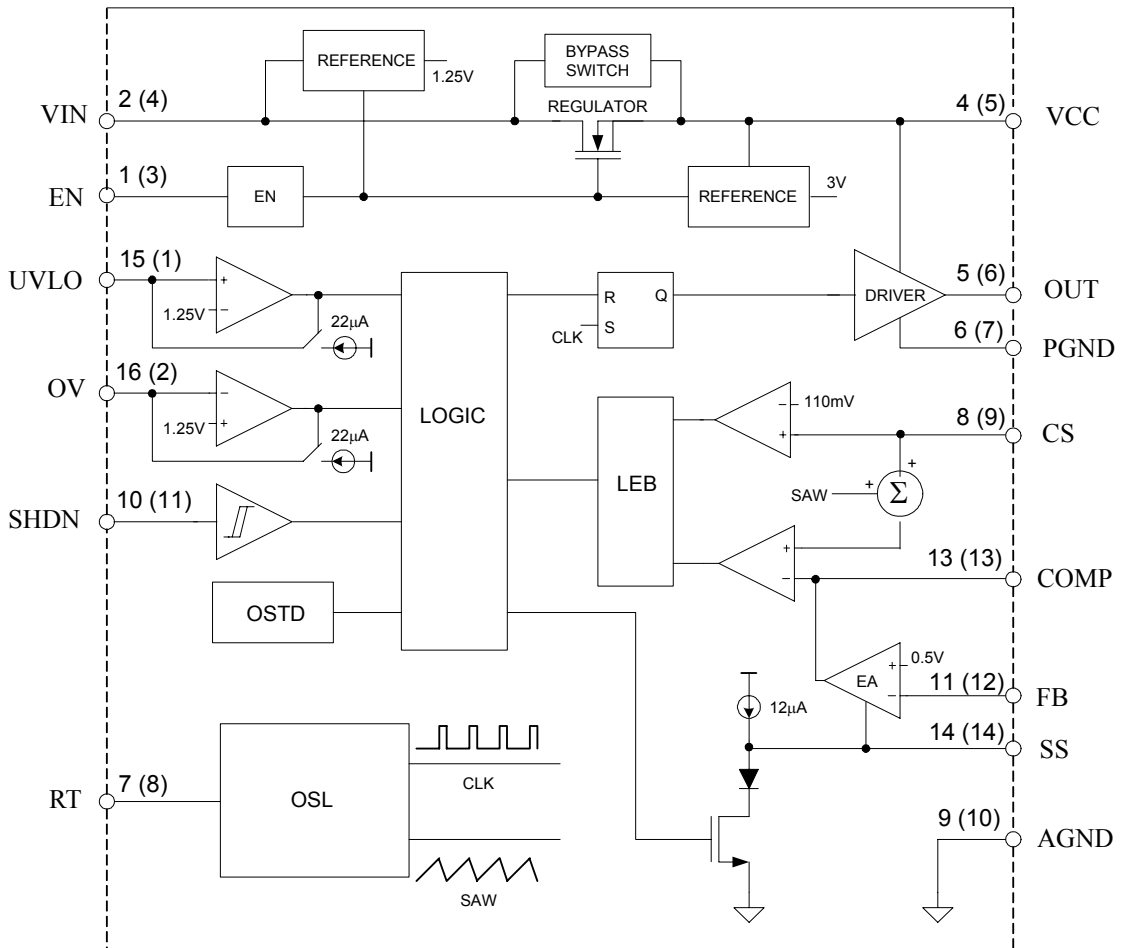 BYPASS
SWITCH
REFERENCE
1.25V
REGULATOR
VIN
2 (4)
4 (5)
VCC
EN
1 (3)
EN
REFERENCE
3V
UVLO
15 (1)
+
1.25V
−
22µA
R
Q
S
CLK
DRIVER
5 (6)
OUT
6 (7)
PGND
OV
16 (2)
−
1.25V
+
22µA
LOGIC
LEB
−
110mV
+
8 (9)
CS
+
+
SAW
Σ
SHDN
10 (11)
+
−
13 (13)
COMP
OSTD
+
0.5V
EA
−
11 (12)
FB
12µA
14 (14)
SS
RT
7 (8)
OSL
CLK
SAW
9 (10)
AGND